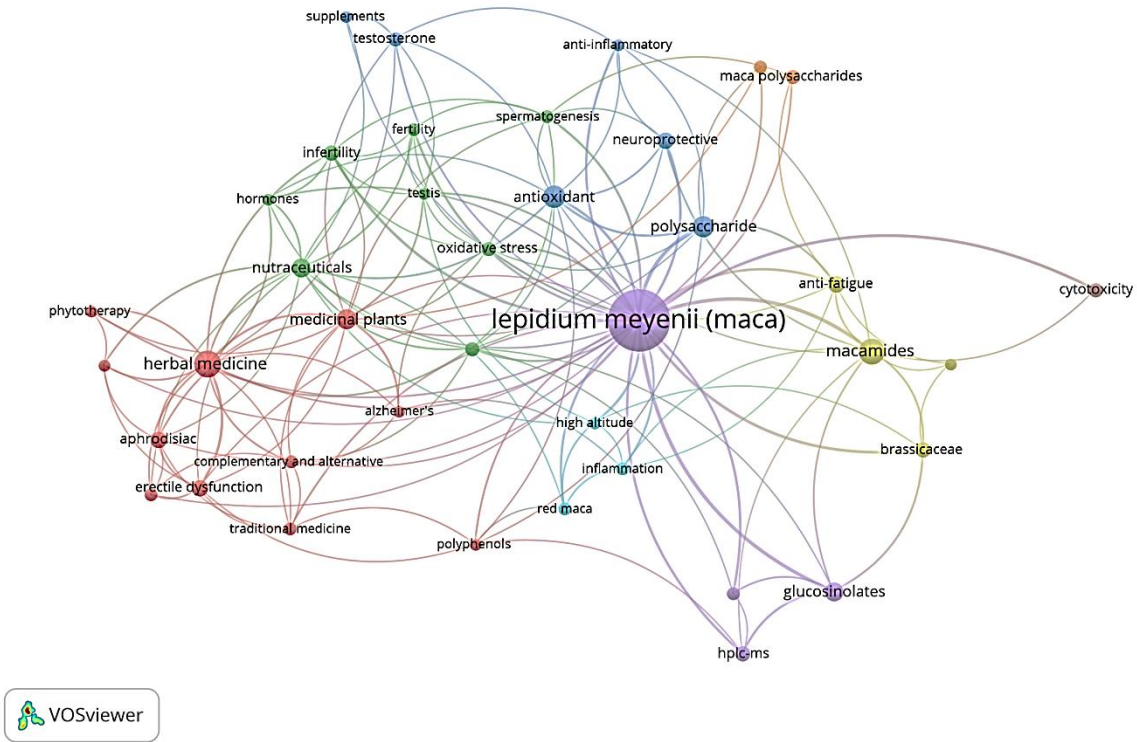 supplements
testosterone
anti-inflammatory
maca polysaccharides
spermatogenesis
fertility
neuroprotective
infertility
testis
hormones
antioxidant
polysaccharide
oxidative stress
nutraceuticals
anti-fatigue
cytotoxicity
phytotherapy
medicinal plants
lepidium meyenii (maca)
macamides
herbal medicine
alzheimer's
high altitude
aphrodisiac
brassicaceae
complementary and alternative
inflammation
erectile dysfunction
red maca
traditional medicine
polyphenols
glucosinolates
hplc-ms
VOSviewer